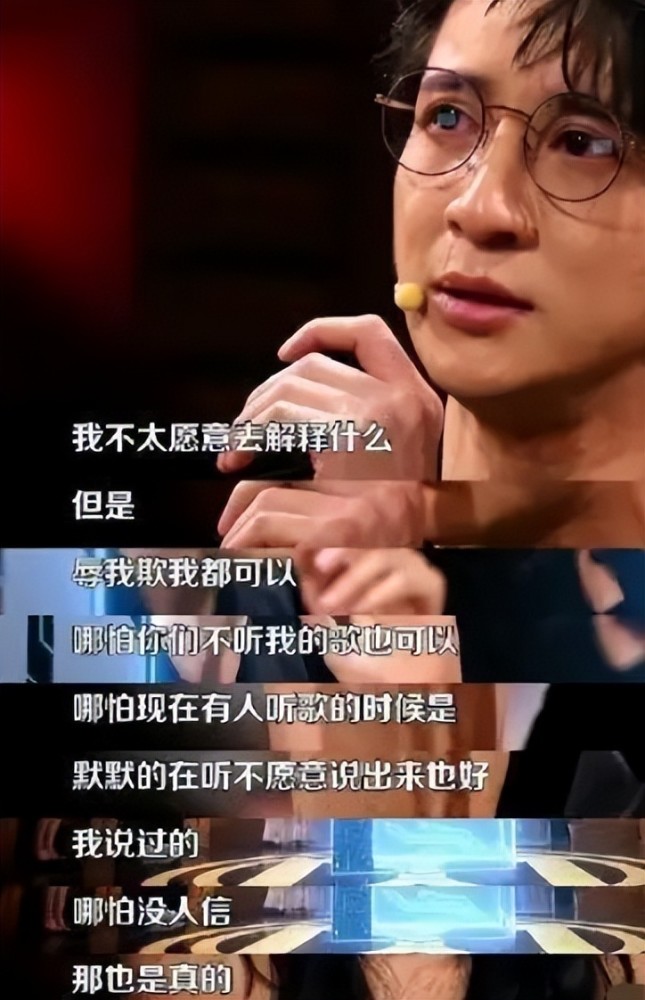 我不太愿意去解释什么
但是
辱我欺我都可以
哪怕你们不听我的歌也可以
哪怕现在有人听歌的时候是
默默的在听不愿意说出来也好
我说过的
哪怕没人信
那也是真的